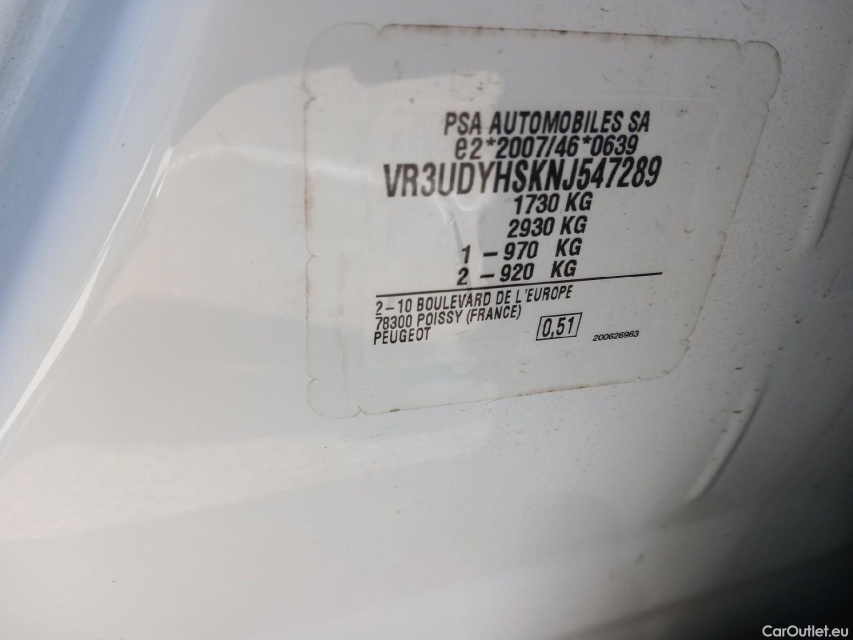 PSA AUTOMOBILES SA
e2*2007/46*0639
VR3UDYHSKNJ547289
1730 KG
2930 KG
1 - 970 KG
2 - 920 KG
2-10 BOULEVARD DE L'EUROPE
78300 POISSY (FRANCE)
PEUGEOT
0,51
200626963
CarOutlet.eu